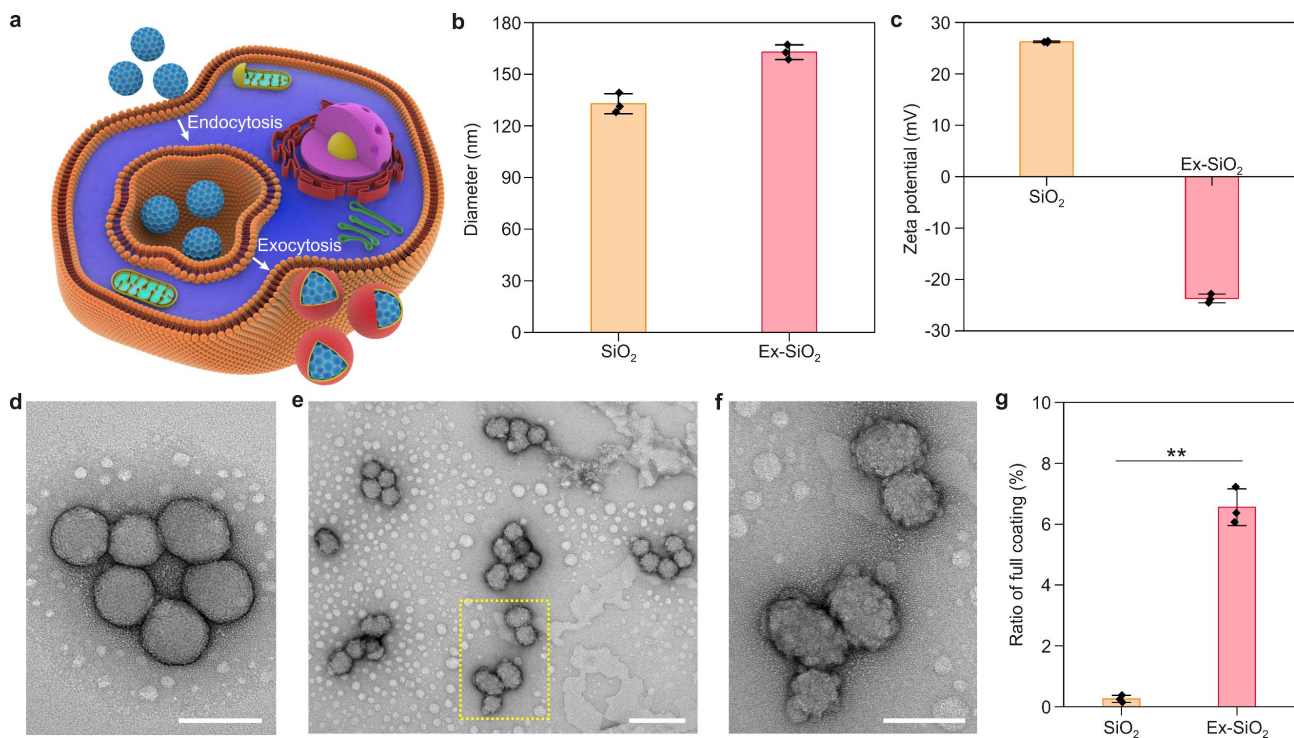 a
Endocytosis
Exocytosis
b
Diameter (nm)
180
150
120
90
60
30
0
SiO₂
Ex-SiO₂
c
Zeta potential (mV)
30
20
10
0
-10
-20
-30
SiO₂
Ex-SiO₂
d
e
f
g
Ratio of full coating (%)
10
8
6
4
2
0
**
SiO₂
Ex-SiO₂